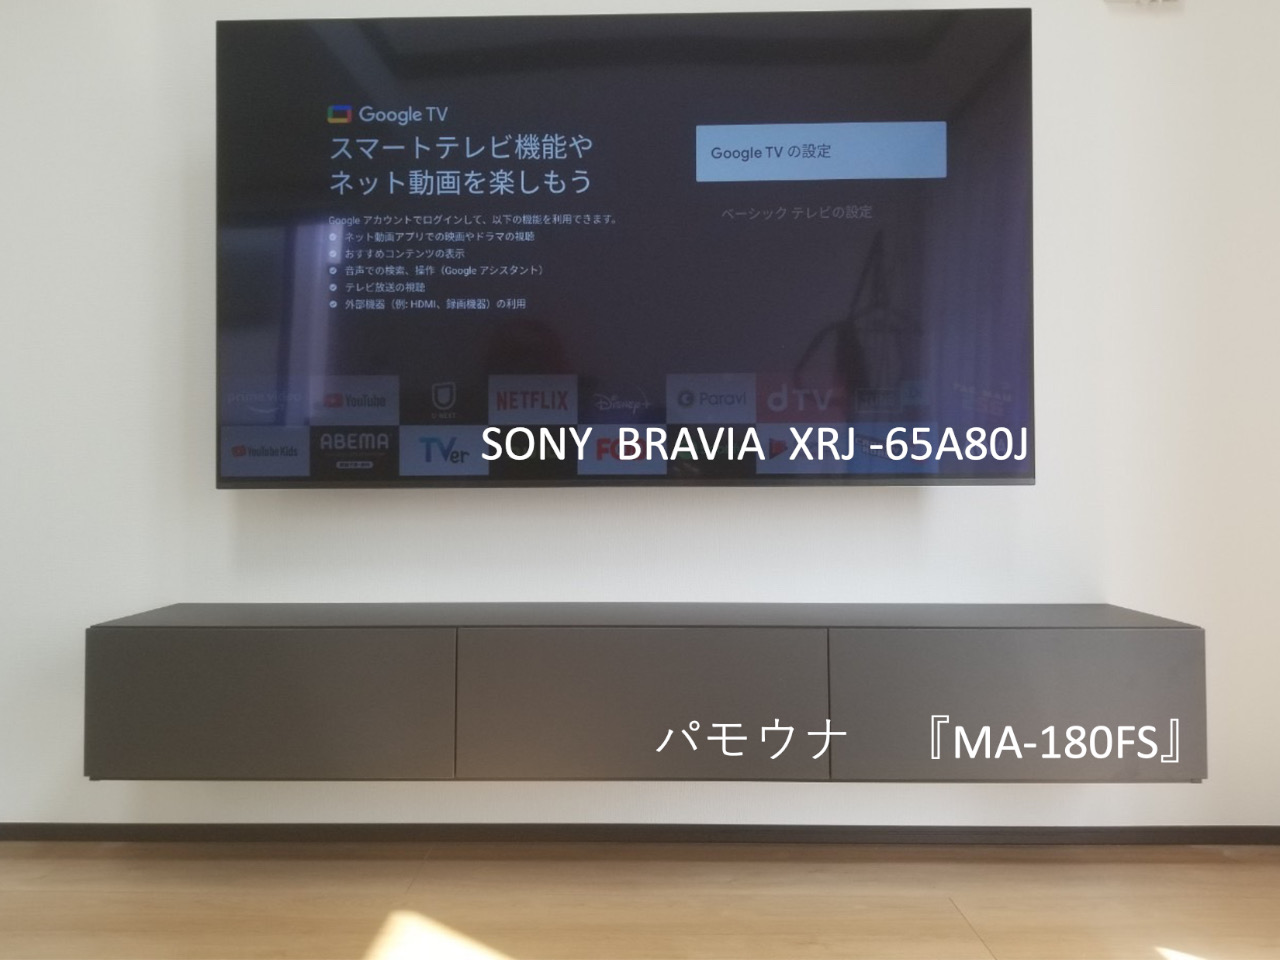 Google TV
スマートテレビ機能や
ネット動画を楽しもう
Google TV の設定
ベーシック テレビの設定
Google アカウントでログインして、以下の機能を利用できます。
ネット動画アプリでの映画やドラマの視聴
おすすめコンテンツの表示
音声での検索、操作（Google アシスタント）
テレビ放送の視聴
外部機器（例: HDMI、録画機器）の利用
prime video YouTube U-NEXT NETFLIX Disney+ Paravi dTV
YouTube Kids ABEMA TVer
SONY BRAVIA XRJ -65A80J
パモウナ 『MA-180FS』